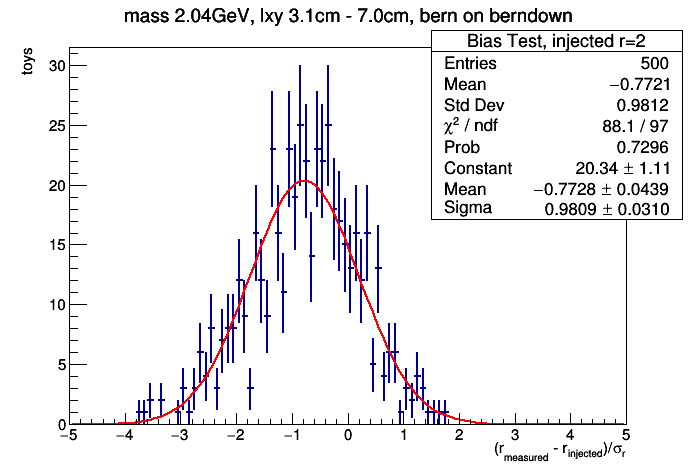 mass 2.04GeV, lxy 3.1cm - 7.0cm, bern on berndown
Bias Test, injected r=2
Entries 500
Mean −0.7721
Std Dev 0.9812
χ² / ndf 88.1 / 97
Prob 0.7296
Constant 20.34 ± 1.11
Mean −0.7728 ± 0.0439
Sigma 0.9809 ± 0.0310
toys
30
25
20
15
10
5
0
−5 −4 −3 −2 −1 0 1 2 3 4 5
(r_measured - r_injected)/σ_r